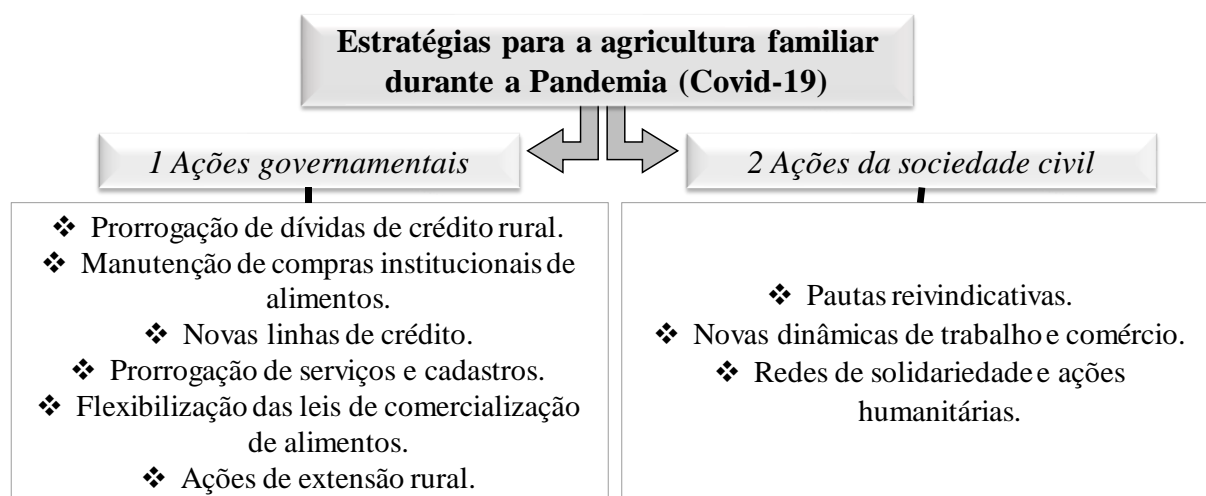 Estratégias para a agricultura familiar
durante a Pandemia (Covid-19)
1 Ações governamentais
❖ Prorrogação de dívidas de crédito rural.
❖ Manutenção de compras institucionais de
alimentos.
❖ Novas linhas de crédito.
❖ Prorrogação de serviços e cadastros.
❖ Flexibilização das leis de comercialização
de alimentos.
❖ Ações de extensão rural.
2 Ações da sociedade civil
❖ Pautas reivindicativas.
❖ Novas dinâmicas de trabalho e comércio.
❖ Redes de solidariedade e ações
humanitárias.